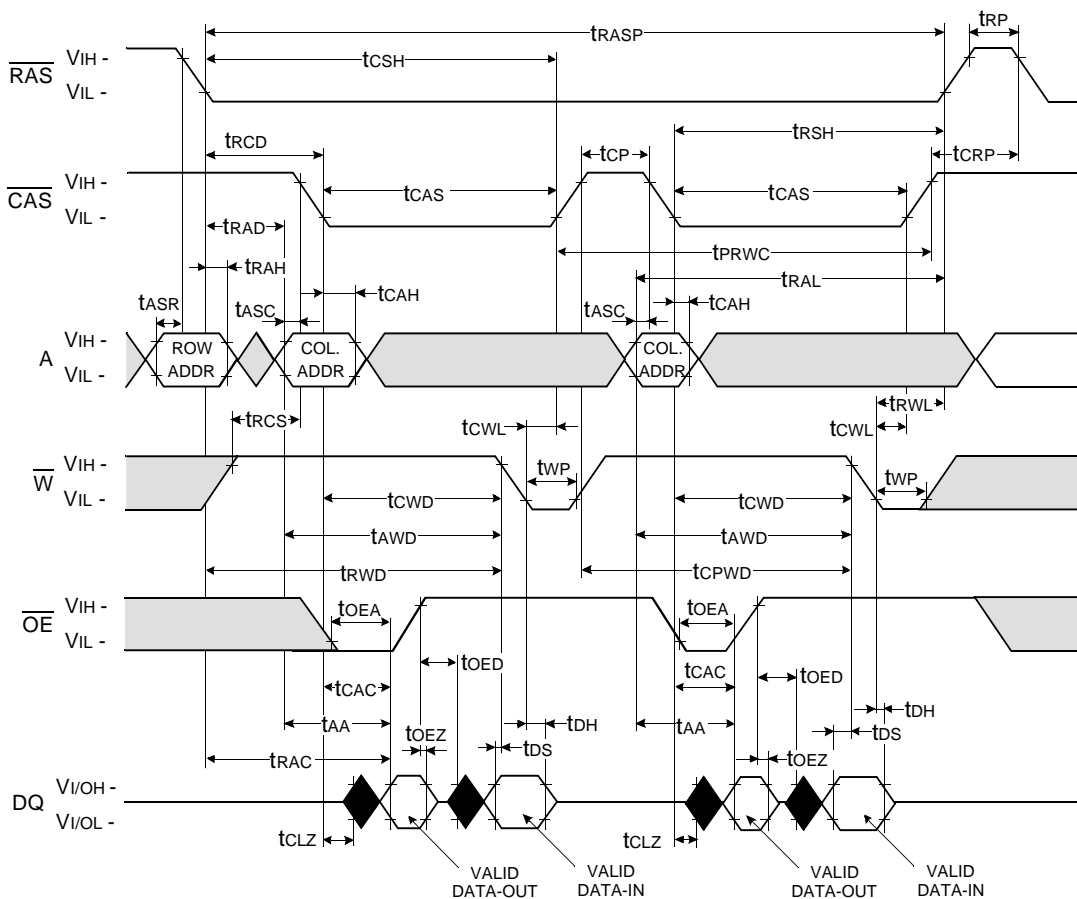 tRASP
tRP
tCSH
RAS
VIH -
VIL -
tRCD
tRSH
tCP
tCRP
CAS
VIH -
VIL -
tCAS
tCAS
tRAD
tPRWC
tRAH
tRAL
tASR
tASC
tCAH
tASC
tCAH
A
VIH -
VIL -
ROW
ADDR
COL.
ADDR
COL.
ADDR
tRCS
tCWL
tRWL
tCWL
W
VIH -
VIL -
tWP
tWP
tCWD
tCWD
tAWD
tAWD
tRWD
tCPWD
OE
VIH -
VIL -
tOEA
tOEA
tOED
tOED
tCAC
tCAC
tAA
tDH
tAA
tDH
tOEZ
tDS
tDS
tOEZ
tRAC
DQ
VI/OH -
VI/OL -
tCLZ
tCLZ
VALID
DATA-OUT
VALID
DATA-IN
VALID
DATA-OUT
VALID
DATA-IN